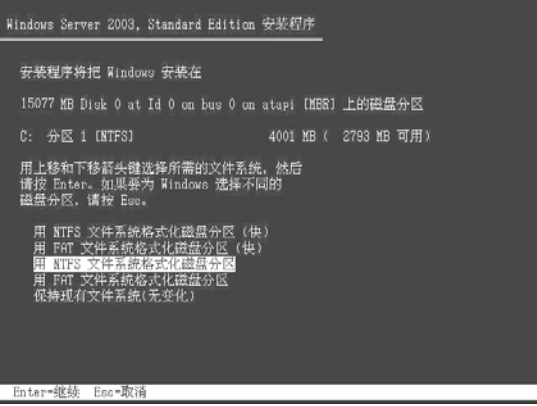 Windows Server 2003, Standard Edition 安装程序
安装程序将把 Windows 安装在
15077 MB Disk 0 at Id 0 on bus 0 on atapi [MBR] 上的磁盘分区
C: 分区 1 [NTFS] 4001 MB ( 2793 MB 可用)
用上移和下移箭头键选择所需的文件系统，然后
请按 Enter。如果要为 Windows 选择不同的
磁盘分区，请按 Esc。
用 NTFS 文件系统格式化磁盘分区(快)
用 FAT 文件系统格式化磁盘分区(快)
用 NTFS 文件系统格式化磁盘分区
用 FAT 文件系统格式化磁盘分区
保持现有文件系统(无变化)
Enter=继续 Esc=取消